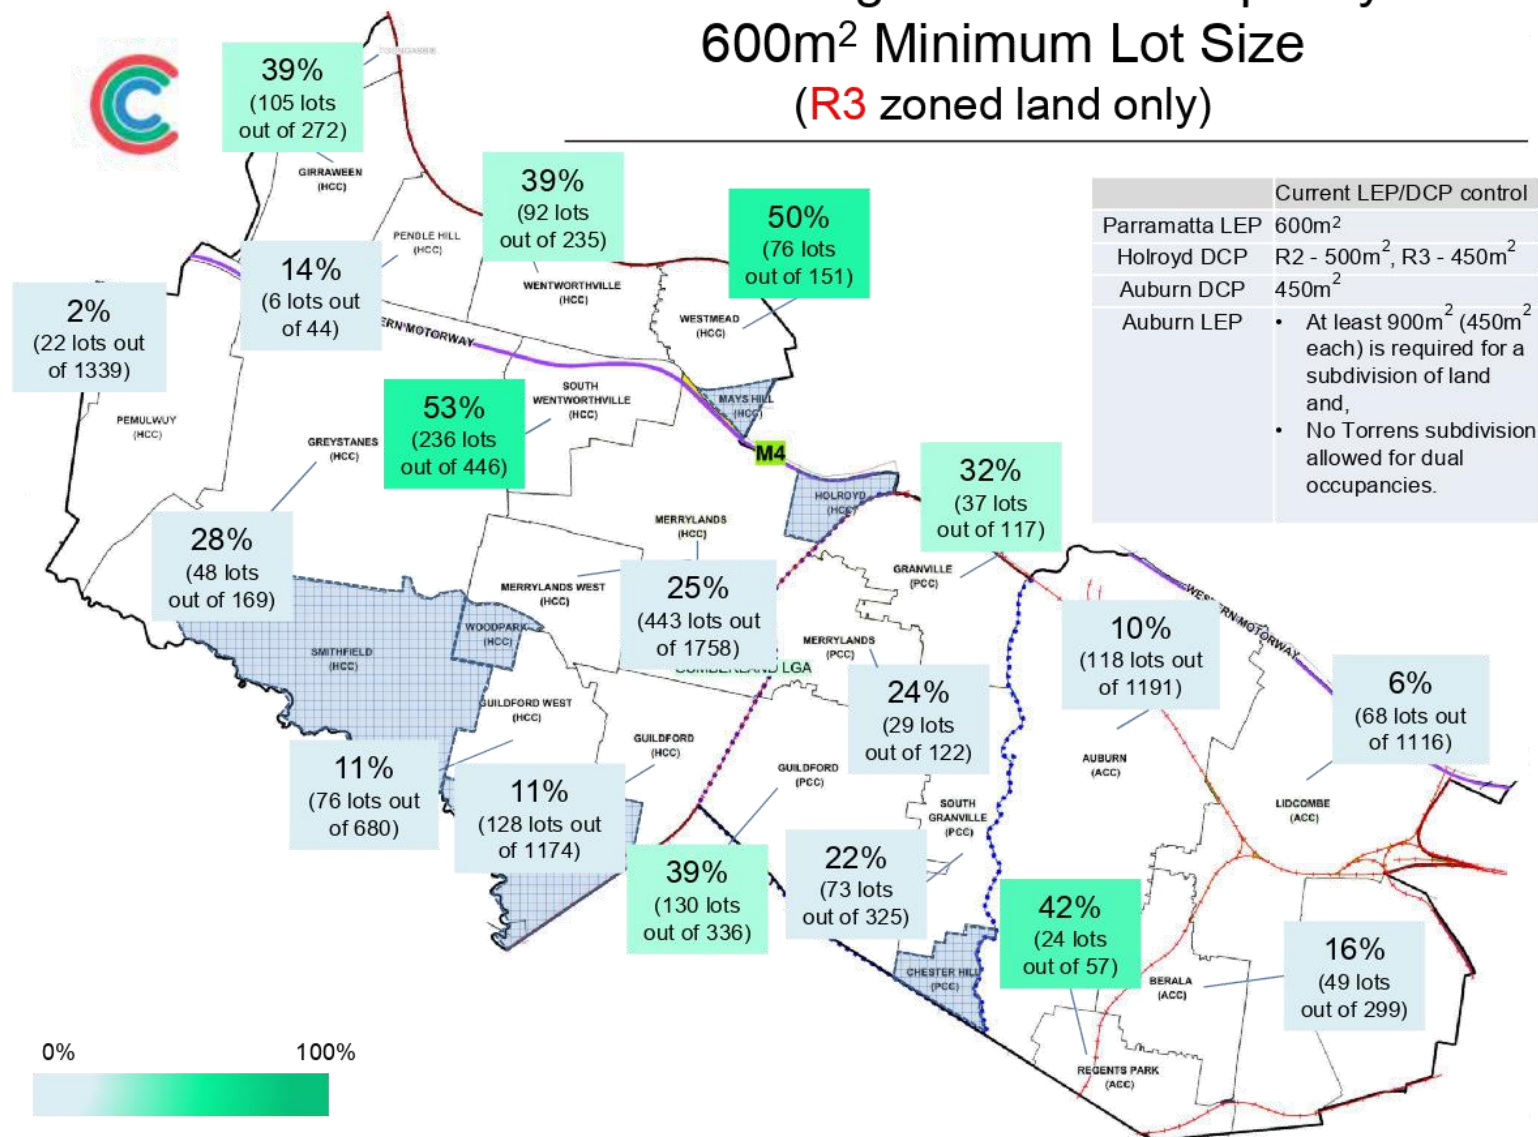 600m² Minimum Lot Size
(R3 zoned land only)
TOONGABBIE
39%
(105 lots
out of 272)
GIRRAWEEN
(HCC)
39%
(92 lots
out of 235)
50%
(76 lots
out of 151)
Current LEP/DCP control
Parramatta LEP 600m²
Holroyd DCP R2 - 500m², R3 - 450m²
Auburn DCP 450m²
Auburn LEP • At least 900m² (450m²
each) is required for a
subdivision of land
and,
• No Torrens subdivision
allowed for dual
occupancies.
PENDLE HILL
(HCC)
14%
(6 lots out
of 44)
WENTWORTHVILLE
(HCC)
WESTMEAD
(HCC)
2%
(22 lots out
of 1339)
ERN MOTORWAY
PEMULWUY
(HCC)
GREYSTANES
(HCC)
53%
(236 lots
out of 446)
SOUTH
WENTWORTHVILLE
(HCC)
MAYS HILL
(HCC)
M4
HOLROYD
(HCC)
32%
(37 lots
out of 117)
28%
(48 lots
out of 169)
MERRYLANDS
(HCC)
MERRYLANDS WEST
(HCC)
25%
(443 lots out
of 1758)
GRANVILLE
(PCC)
WESTERN MOTORWAY
WOODPARK
(HCC)
SMITHFIELD
(HCC)
CUMBERLAND LGA
MERRYLANDS
(PCC)
10%
(118 lots out
of 1191)
24%
(29 lots
out of 122)
6%
(68 lots out
of 1116)
GUILDFORD WEST
(HCC)
GUILDFORD
(HCC)
GUILDFORD
(PCC)
AUBURN
(ACC)
LIDCOMBE
(ACC)
11%
(76 lots out
of 680)
11%
(128 lots out
of 1174)
SOUTH
GRANVILLE
(PCC)
39%
(130 lots
out of 336)
22%
(73 lots
out of 325)
42%
(24 lots
out of 57)
16%
(49 lots
out of 299)
CHESTER HILL
(PCC)
BERALA
(ACC)
REGENTS PARK
(ACC)
0% 100%